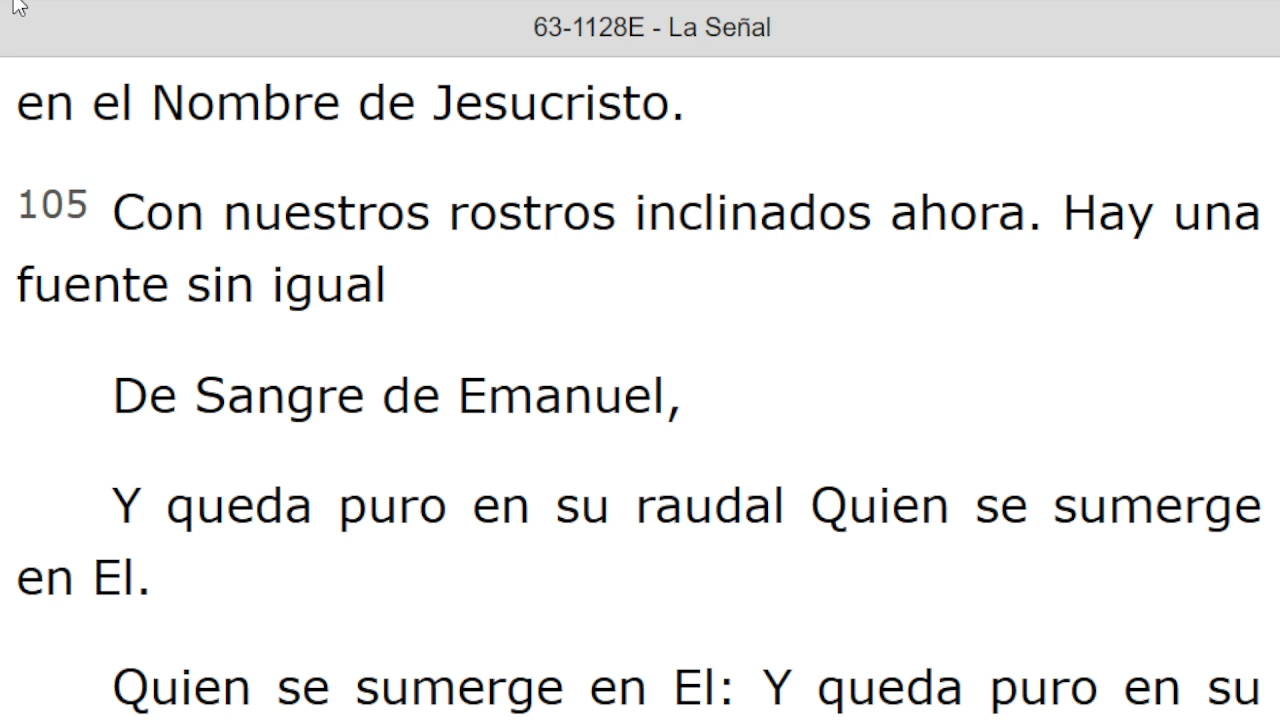 63-1128E - La Señal
en el Nombre de Jesucristo.
105 Con nuestros rostros inclinados ahora. Hay una
fuente sin igual
De Sangre de Emanuel,
Y queda puro en su raudal Quien se sumerge
en El.
Quien se sumerge en El: Y queda puro en su